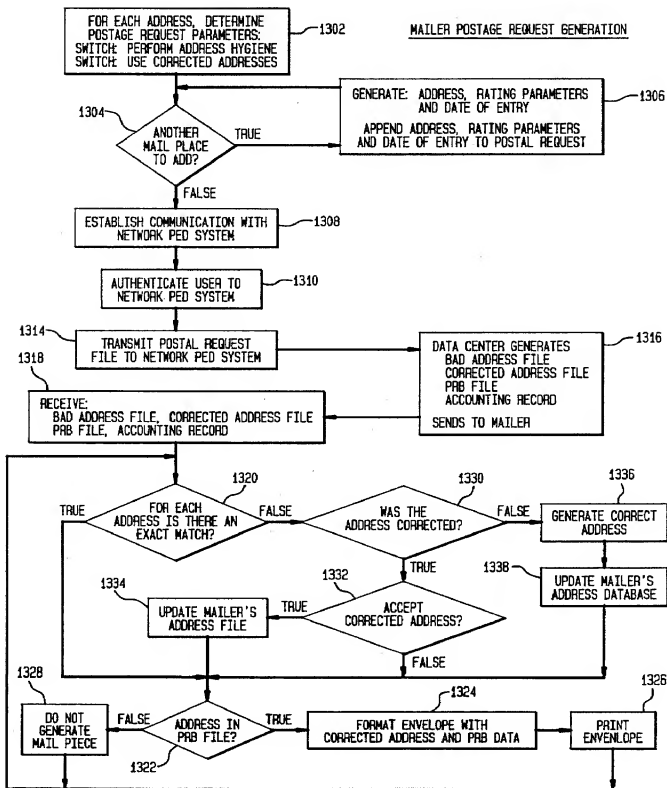 MAILER POSTAGE REQUEST GENERATION
1302
FOR EACH ADDRESS, DETERMINE
POSTAGE REQUEST PARAMETERS:
SWITCH: PERFORM ADDRESS HYGIENE
SWITCH: USE CORRECTED ADDRESSES
1304
ANOTHER
MAIL PLACE
TO ADD?
TRUE
FALSE
1306
GENERATE: ADDRESS, RATING PARAMETERS
AND DATE OF ENTRY
APPEND ADDRESS, RATING PARAMETERS
AND DATE OF ENTRY TO POSTAL REQUEST
ESTABLISH COMMUNICATION WITH
NETWORK PED SYSTEM
1308
AUTHENTICATE USER TO
NETWORK PED SYSTEM
1310
1314
TRANSMIT POSTAL REQUEST
FILE TO NETWORK PED SYSTEM
1316
DATA CENTER GENERATES
BAD ADDRESS FILE
CORRECTED ADDRESS FILE
PRB FILE
ACCOUNTING RECORD
SENDS TO MAILER
1318
RECEIVE:
BAD ADDRESS FILE, CORRECTED ADDRESS FILE
PRB FILE, ACCOUNTING RECORD
1320
TRUE
FOR EACH
ADDRESS IS THERE AN
EXACT MATCH?
FALSE
1330
WAS THE
ADDRESS CORRECTED?
FALSE
TRUE
1336
GENERATE CORRECT
ADDRESS
1338
UPDATE MAILER'S
ADDRESS DATABASE
1332
ACCEPT
CORRECTED ADDRESS?
TRUE
FALSE
1334
UPDATE MAILER'S
ADDRESS FILE
1328
DO NOT
GENERATE
MAIL PIECE
FALSE
ADDRESS IN
PRB FILE?
1322
TRUE
1324
FORMAT ENVELOPE WITH
CORRECTED ADDRESS AND PRB DATA
1326
PRINT
ENVENLOPE